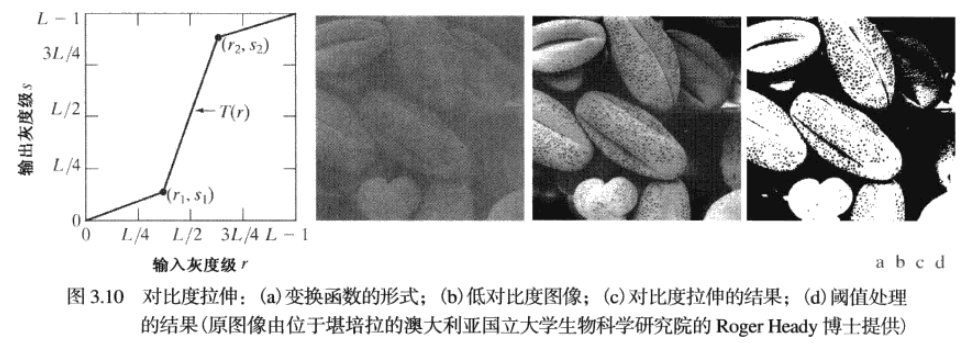 L − 1
3L/4
L/2
L/4
0
输出灰度级 s
(r₂, s₂)
T(r)
(r₁, s₁)
0 L/4 L/2 3L/4 L − 1
输入灰度级 r
a b c d
图 3.10 对比度拉伸：(a) 变换函数的形式；(b) 低对比度图像；(c) 对比度拉伸的结果；(d) 阈值处理
的结果(原图像由位于堪培拉的澳大利亚国立大学生物科学研究院的 Roger Heady 博士提供)